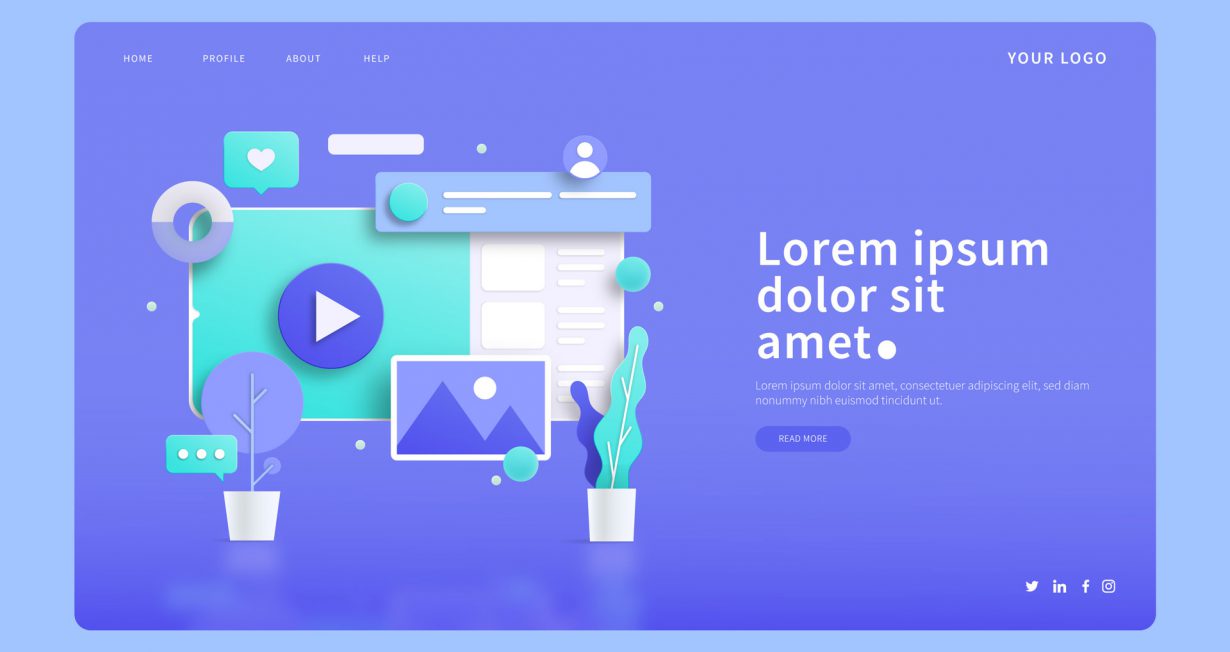 HOME PROFILE ABOUT HELP YOUR LOGO
Lorem ipsum
dolor sit
amet.
Lorem ipsum dolor sit amet, consectetuer adipiscing elit, sed diam
nonummy nibh euismod tincidunt ut.
READ MORE